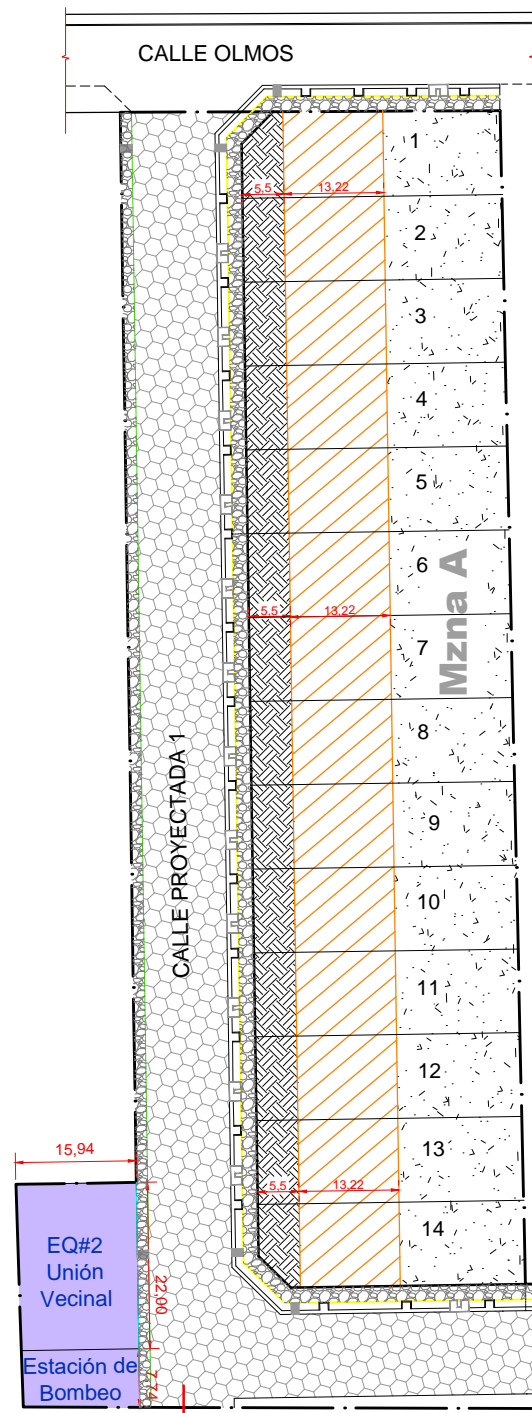 CALLE OLMOS
1
5.5 13,22
2
3
4
5
6
5.5 13,22
7
Mzna A
8
CALLE PROYECTADA 1
9
10
11
12
13
15,94
5.5 13,22
14
EQ#2
Unión
Vecinal
22,00
Estación de
Bombeo
7,74